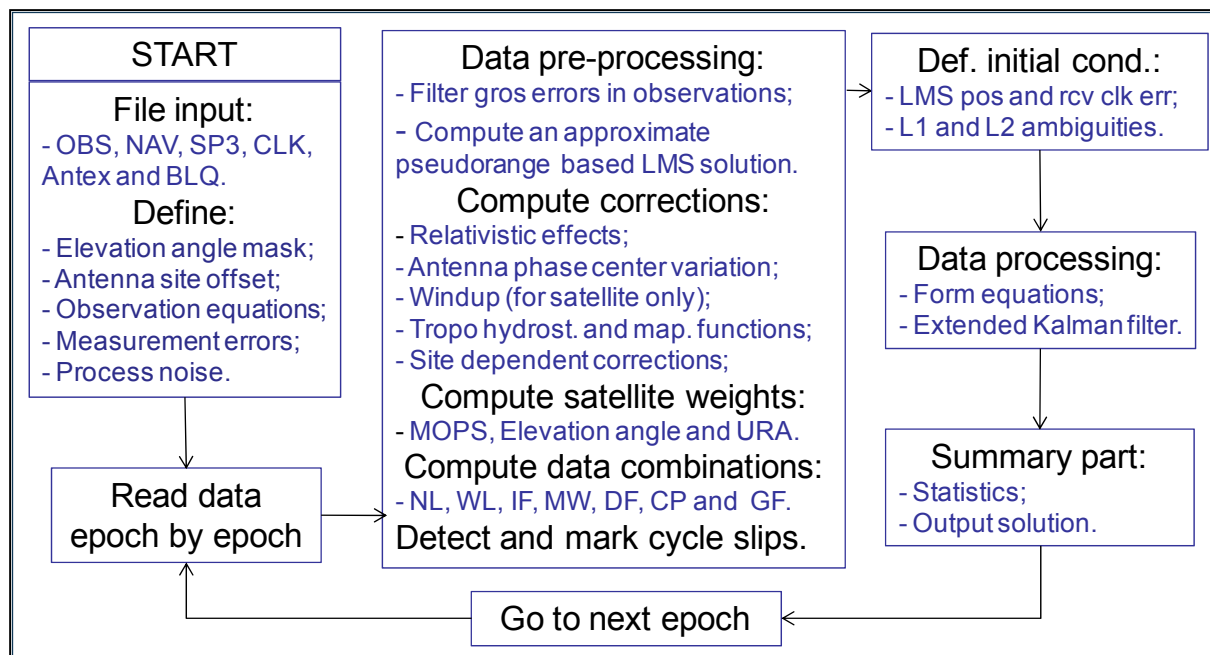 START
File input:
- OBS, NAV, SP3, CLK,
Antex and BLQ.
Define:
- Elevation angle mask;
- Antenna site offset;
- Observation equations;
- Measurement errors;
- Process noise.
Read data
epoch by epoch
Data pre-processing:
- Filter gros errors in observations;
- Compute an approximate
pseudorange based LMS solution.
Compute corrections:
- Relativistic effects;
- Antenna phase center variation;
- Windup (for satellite only);
- Tropo hydrost. and map. functions;
- Site dependent corrections;
Compute satellite weights:
- MOPS, Elevation angle and URA.
Compute data combinations:
- NL, WL, IF, MW, DF, CP and GF.
Detect and mark cycle slips.
Def. initial cond.:
- LMS pos and rcv clk err;
- L1 and L2 ambiguities.
Data processing:
- Form equations;
- Extended Kalman filter.
Summary part:
- Statistics;
- Output solution.
Go to next epoch